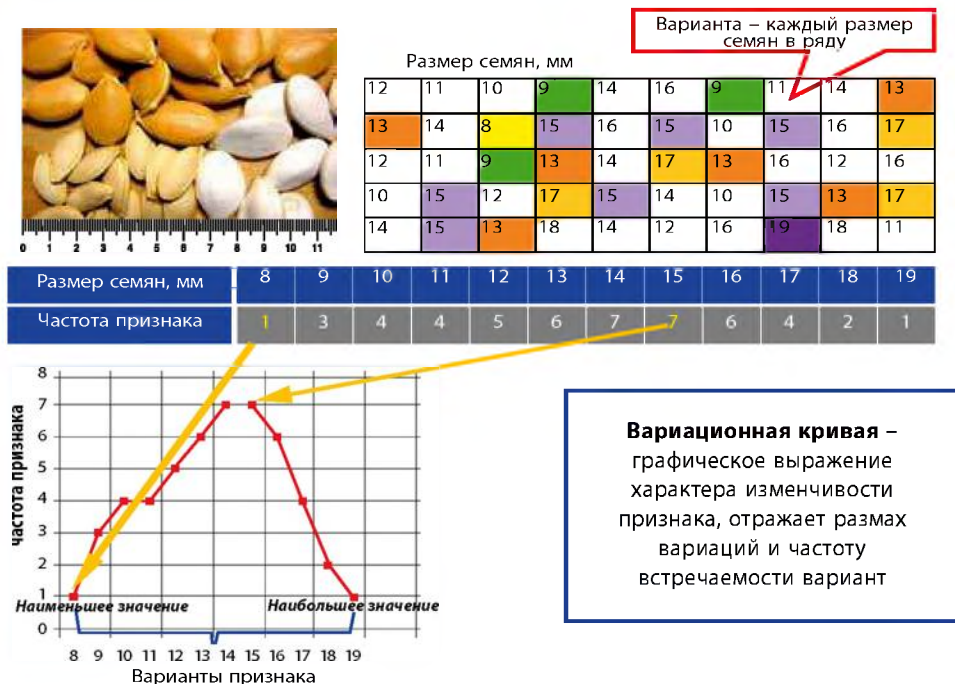 Варианта – каждый размер
семян в ряду
Размер семян, мм
12 11 10 9 14 16 9 11 14 13
13 14 8 15 16 15 10 15 16 17
12 11 9 13 14 17 13 16 12 16
10 15 12 17 15 14 10 15 13 17
14 15 13 18 14 12 16 19 18 11
0 1 2 3 4 5 6 7 8 9 10 11
Размер семян, мм 8 9 10 11 12 13 14 15 16 17 18 19
Частота признака 1 3 4 4 5 6 7 7 6 4 2 1
частота признака
8
7
6
5
4
3
2
1
0
Наименьшее значение Наибольшее значение
8 9 10 11 12 13 14 15 16 17 18 19
Варианты признака
Вариационная кривая –
графическое выражение
характера изменчивости
признака, отражает размах
вариаций и частоту
встречаемости вариант